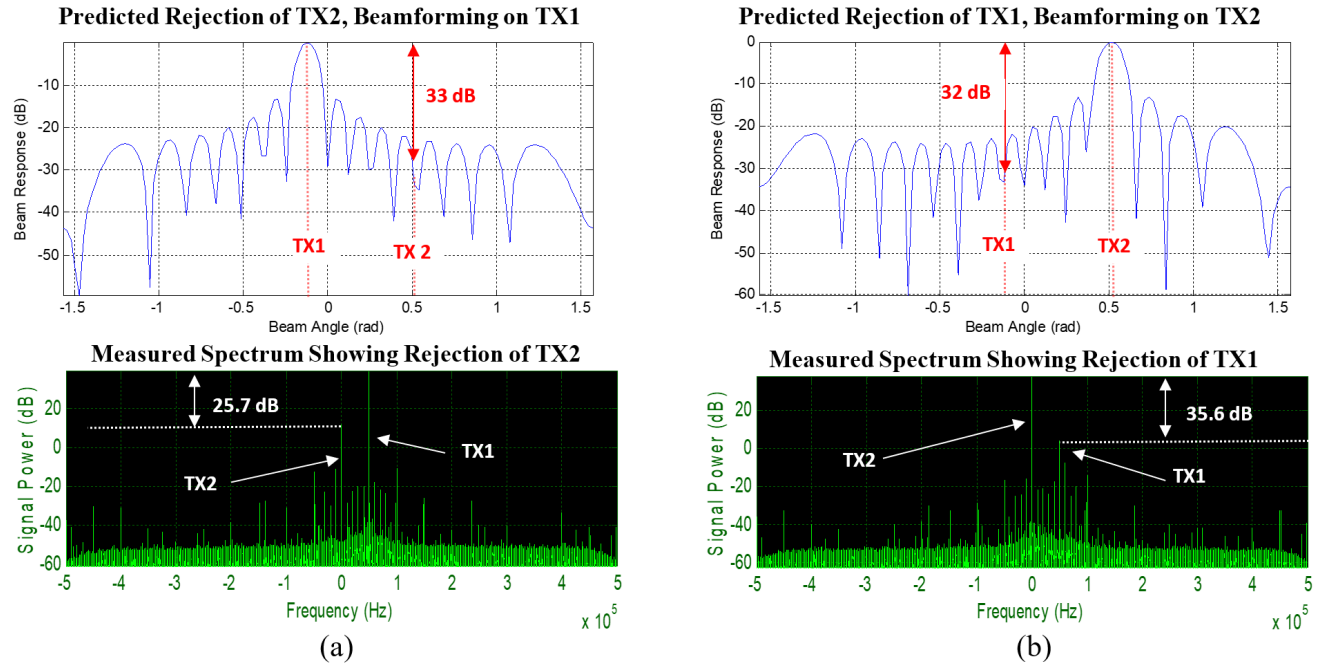 Predicted Rejection of TX2, Beamforming on TX1
Beam Response (dB)
-10
-20
-30
-40
-50
33 dB
TX1
TX 2
-1.5
-1
-0.5
0
0.5
1
1.5
Beam Angle (rad)
Measured Spectrum Showing Rejection of TX2
Signal Power (dB)
20
0
-20
-40
-60
25.7 dB
TX1
TX2
-5
-4
-3
-2
-1
0
1
2
3
4
5
Frequency (Hz)
x 10^5
(a)
Predicted Rejection of TX1, Beamforming on TX2
Beam Response (dB)
0
-10
-20
-30
-40
-50
-60
32 dB
TX1
TX2
-1.5
-1
-0.5
0
0.5
1
1.5
Beam Angle (rad)
Measured Spectrum Showing Rejection of TX1
Signal Power (dB)
20
0
-20
-40
-60
35.6 dB
TX2
TX1
-5
-4
-3
-2
-1
0
1
2
3
4
5
Frequency (Hz)
x 10^5
(b)